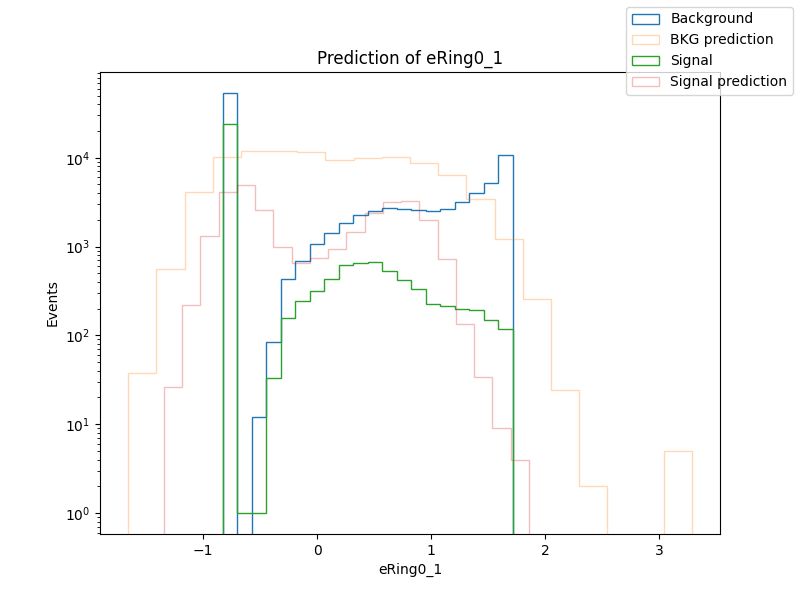 Prediction of eRing0_1
Background
BKG prediction
Signal
Signal prediction
Events
10⁴
10³
10²
10¹
10⁰
−1
0
1
2
3
eRing0_1